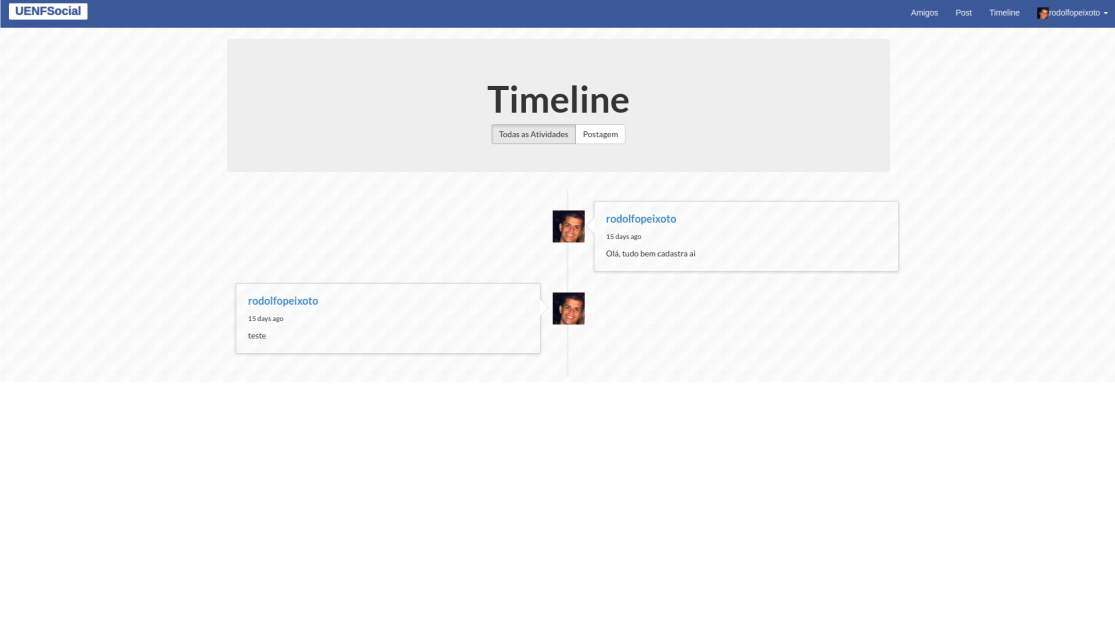 UENFSocial
Amigos Post Timeline rodolfopeixoto
Timeline
Todas as Atividades Postagem
rodolfopeixoto
15 days ago
Olá, tudo bem cadastra ai
rodolfopeixoto
15 days ago
teste